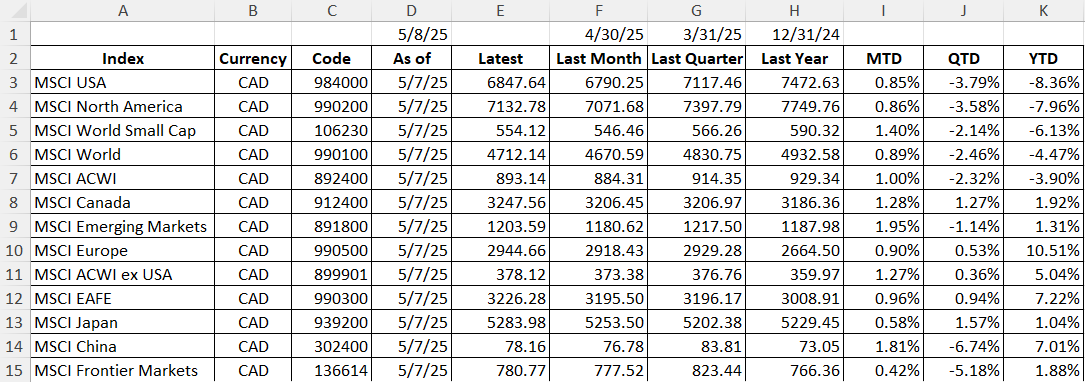 A B C D E F G H I J K
1 5/8/25 4/30/25 3/31/25 12/31/24
2 Index Currency Code As of Latest Last Month Last Quarter Last Year MTD QTD YTD
3 MSCI USA CAD 984000 5/7/25 6847.64 6790.25 7117.46 7472.63 0.85% -3.79% -8.36%
4 MSCI North America CAD 990200 5/7/25 7132.78 7071.68 7397.79 7749.76 0.86% -3.58% -7.96%
5 MSCI World Small Cap CAD 106230 5/7/25 554.12 546.46 566.26 590.32 1.40% -2.14% -6.13%
6 MSCI World CAD 990100 5/7/25 4712.14 4670.59 4830.75 4932.58 0.89% -2.46% -4.47%
7 MSCI ACWI CAD 892400 5/7/25 893.14 884.31 914.35 929.34 1.00% -2.32% -3.90%
8 MSCI Canada CAD 912400 5/7/25 3247.56 3206.45 3206.97 3186.36 1.28% 1.27% 1.92%
9 MSCI Emerging Markets CAD 891800 5/7/25 1203.59 1180.62 1217.50 1187.98 1.95% -1.14% 1.31%
10 MSCI Europe CAD 990500 5/7/25 2944.66 2918.43 2929.28 2664.50 0.90% 0.53% 10.51%
11 MSCI ACWI ex USA CAD 899901 5/7/25 378.12 373.38 376.76 359.97 1.27% 0.36% 5.04%
12 MSCI EAFE CAD 990300 5/7/25 3226.28 3195.50 3196.17 3008.91 0.96% 0.94% 7.22%
13 MSCI Japan CAD 939200 5/7/25 5283.98 5253.50 5202.38 5229.45 0.58% 1.57% 1.04%
14 MSCI China CAD 302400 5/7/25 78.16 76.78 83.81 73.05 1.81% -6.74% 7.01%
15 MSCI Frontier Markets CAD 136614 5/7/25 780.77 777.52 823.44 766.36 0.42% -5.18% 1.88%